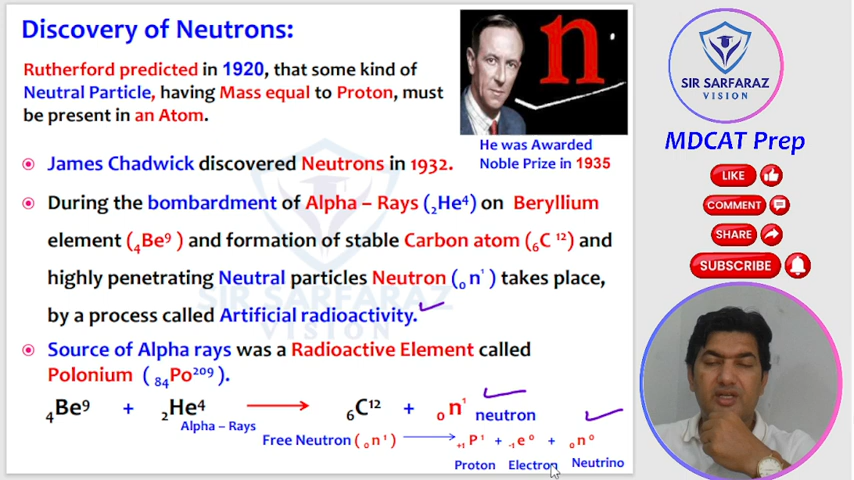 Discovery of Neutrons:
Rutherford predicted in 1920, that some kind of
Neutral Particle, having Mass equal to Proton, must
be present in an Atom.
n
He was Awarded
Noble Prize in 1935
James Chadwick discovered Neutrons in 1932.
During the bombardment of Alpha – Rays (₂He⁴) on Beryllium
element (₄Be⁹) and formation of stable Carbon atom (₆C ¹²) and
highly penetrating Neutral particles Neutron (₀n¹) takes place,
by a process called Artificial radioactivity.
Source of Alpha rays was a Radioactive Element called
Polonium ( ₈₄Po²⁰⁹).
₄Be⁹ + ₂He⁴ ⟶ ₆C¹² + ₀n¹ neutron
Alpha – Rays
Free Neutron (₀n¹) ⟶ ₊₁P¹ + ₋₁e⁰ + ₀n⁰
Proton Electron Neutrino
SIR SARFARAZ
VISION
SIR SARFARAZ
VISION
MDCAT Prep
LIKE
COMMENT
SHARE
SUBSCRIBE